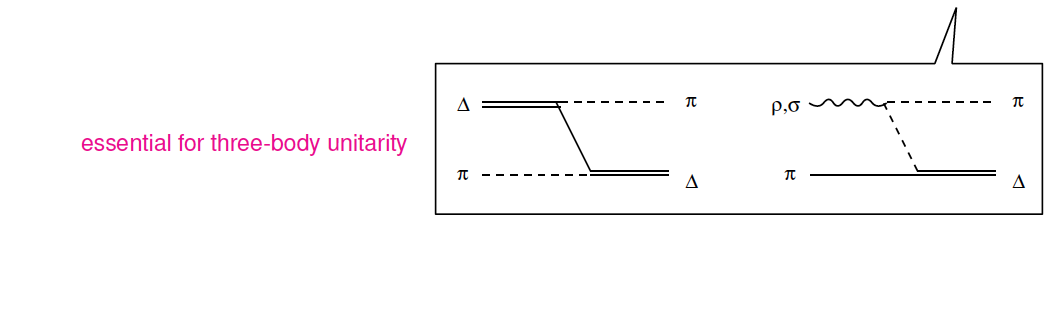 Δ π ρ,σ π
essential for three-body unitarity
π Δ π Δ